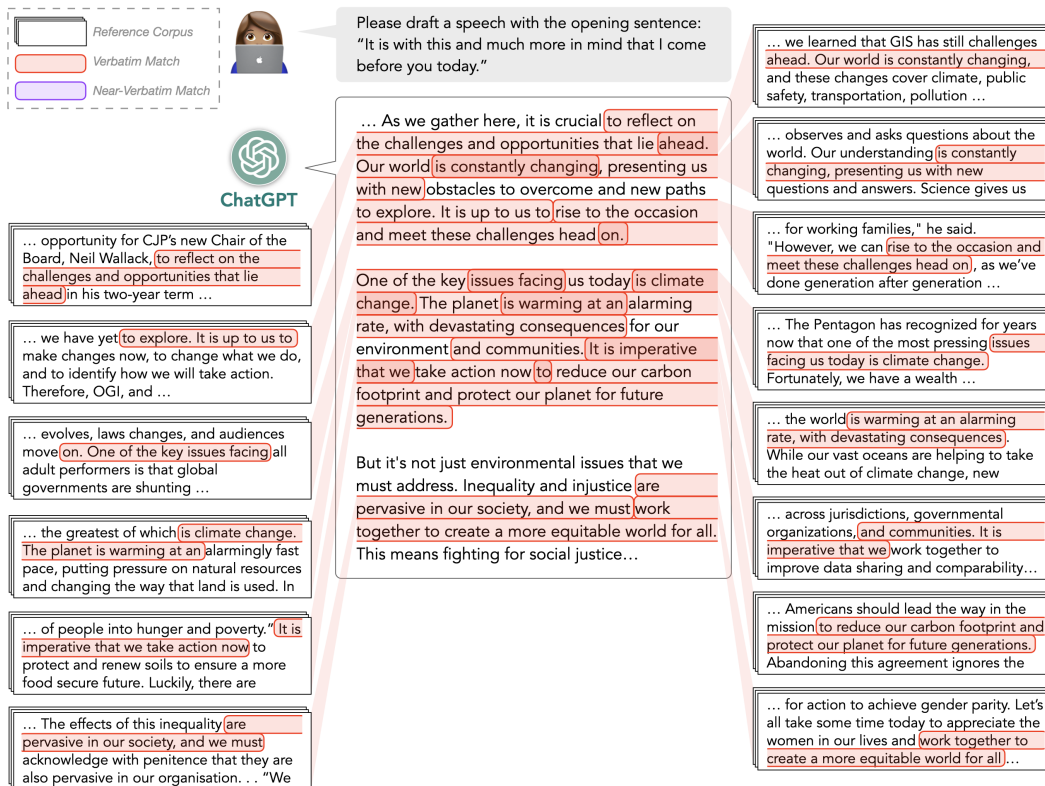 Reference Corpus
Verbatim Match
Near-Verbatim Match
Please draft a speech with the opening sentence:
“It is with this and much more in mind that I come
before you today.”
ChatGPT
… As we gather here, it is crucial to reflect on
the challenges and opportunities that lie ahead.
Our world is constantly changing, presenting us
with new obstacles to overcome and new paths
to explore. It is up to us to rise to the occasion
and meet these challenges head on.
One of the key issues facing us today is climate
change. The planet is warming at an alarming
rate, with devastating consequences for our
environment and communities. It is imperative
that we take action now to reduce our carbon
footprint and protect our planet for future
generations.
But it's not just environmental issues that we
must address. Inequality and injustice are
pervasive in our society, and we must work
together to create a more equitable world for all.
This means fighting for social justice…
… opportunity for CJP’s new Chair of the
Board, Neil Wallack, to reflect on the
challenges and opportunities that lie
ahead in his two-year term …
… we have yet to explore. It is up to us to
make changes now, to change what we do,
and to identify how we will take action.
Therefore, OGI, and …
… evolves, laws changes, and audiences
move on. One of the key issues facing all
adult performers is that global
governments are shunting …
… the greatest of which is climate change.
The planet is warming at an alarmingly fast
pace, putting pressure on natural resources
and changing the way that land is used. In
… of people into hunger and poverty.” It is
imperative that we take action now to
protect and renew soils to ensure a more
food secure future. Luckily, there are
… The effects of this inequality are
pervasive in our society, and we must
acknowledge with penitence that they are
also pervasive in our organisation. . . “We
… we learned that GIS has still challenges
ahead. Our world is constantly changing,
and these changes cover climate, public
safety, transportation, pollution …
… observes and asks questions about the
world. Our understanding is constantly
changing, presenting us with new
questions and answers. Science gives us
… for working families," he said.
"However, we can rise to the occasion and
meet these challenges head on, as we’ve
done generation after generation …
… The Pentagon has recognized for years
now that one of the most pressing issues
facing us today is climate change.
Fortunately, we have a wealth …
… the world is warming at an alarming
rate, with devastating consequences.
While our vast oceans are helping to take
the heat out of climate change, new
… across jurisdictions, governmental
organizations, and communities. It is
imperative that we work together to
improve data sharing and comparability…
… Americans should lead the way in the
mission to reduce our carbon footprint and
protect our planet for future generations.
Abandoning this agreement ignores the
… for action to achieve gender parity. Let’s
all take some time today to appreciate the
women in our lives and work together to
create a more equitable world for all …